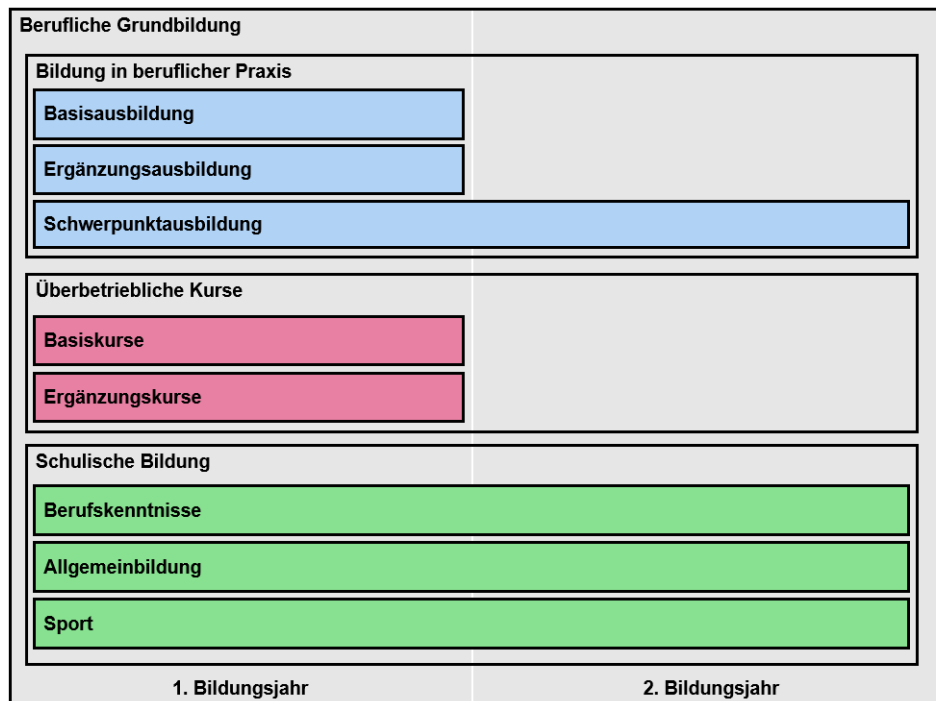 Berufliche Grundbildung
Bildung in beruflicher Praxis
Basisausbildung
Ergänzungsausbildung
Schwerpunktausbildung
Überbetriebliche Kurse
Basiskurse
Ergänzungskurse
Schulische Bildung
Berufskenntnisse
Allgemeinbildung
Sport
1. Bildungsjahr
2. Bildungsjahr